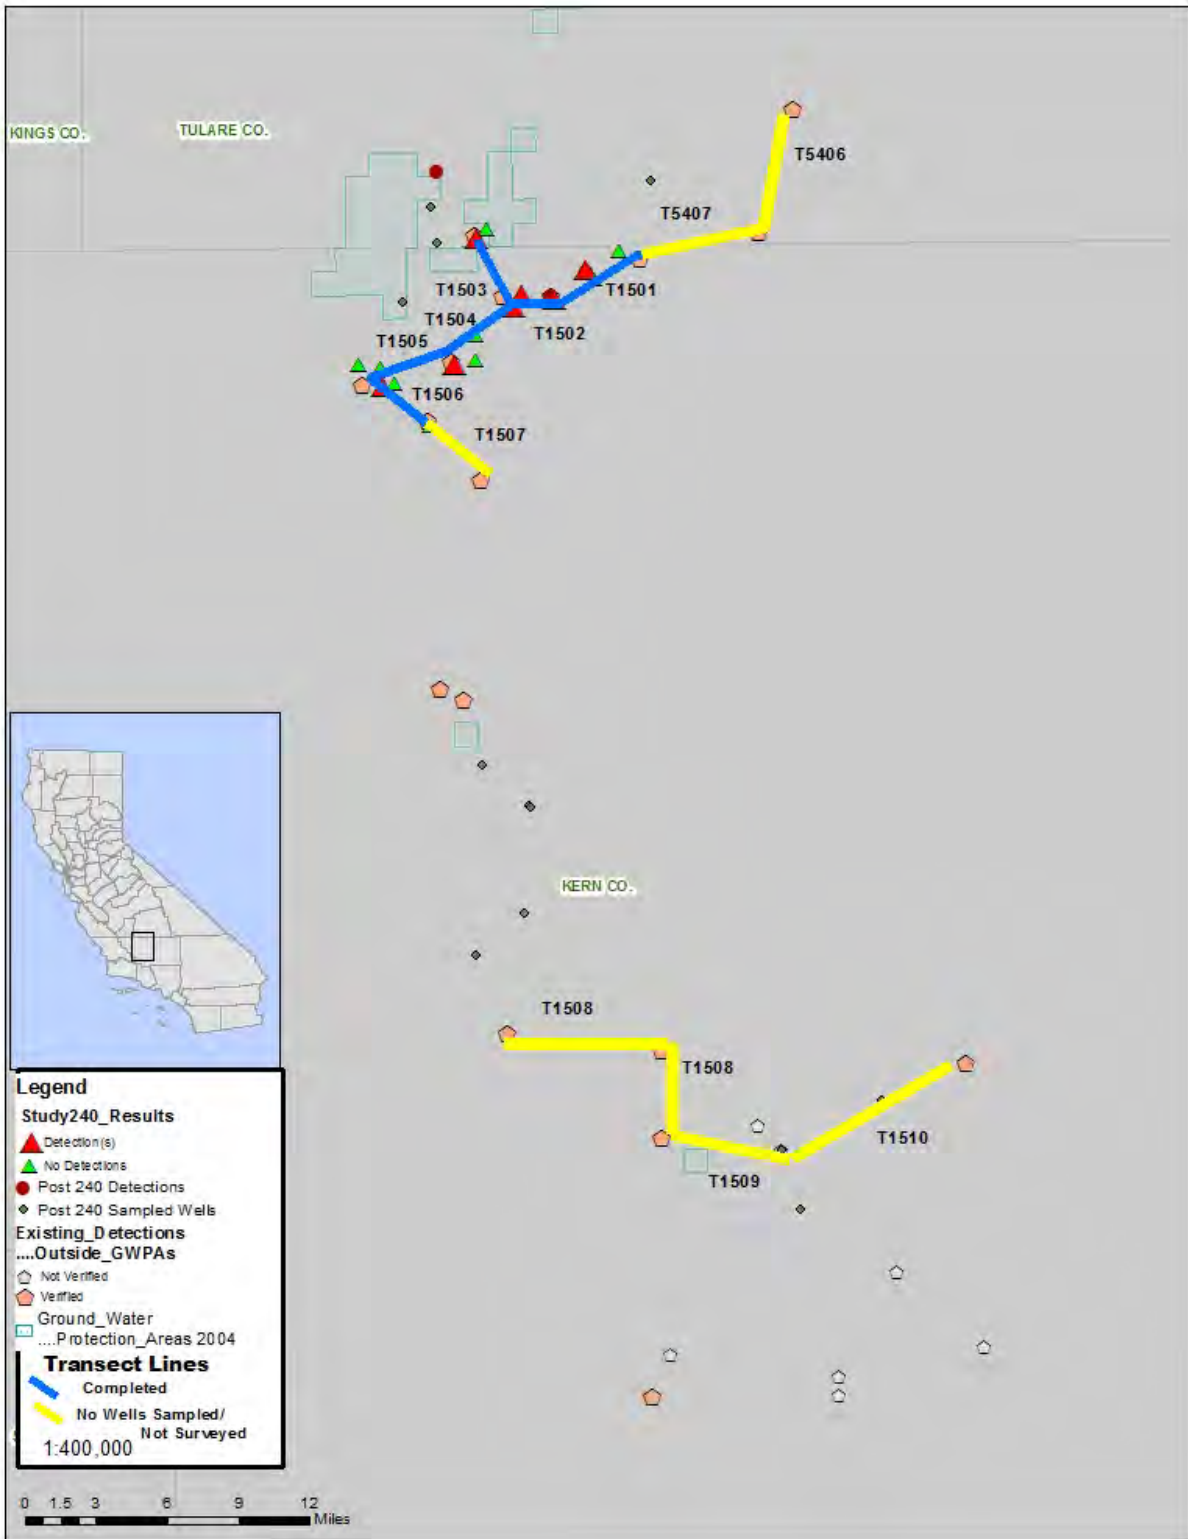 KINGS CO.
TULARE CO.
T5406
T5407
T1503
T1501
T1504
T1502
T1505
T1506
T1507
KERN CO.
T1508
T1508
T1510
T1509
Legend
Study240_Results
Detection(s)
No Detections
Post 240 Detections
Post 240 Sampled Wells
Existing_Detections
....Outside_GWPAs
Not Verified
Verified
Ground_Water
....Protection_Areas 2004
Transect Lines
Completed
No Wells Sampled/
Not Surveyed
1:400,000
0 1.5 3 6 9 12
Miles